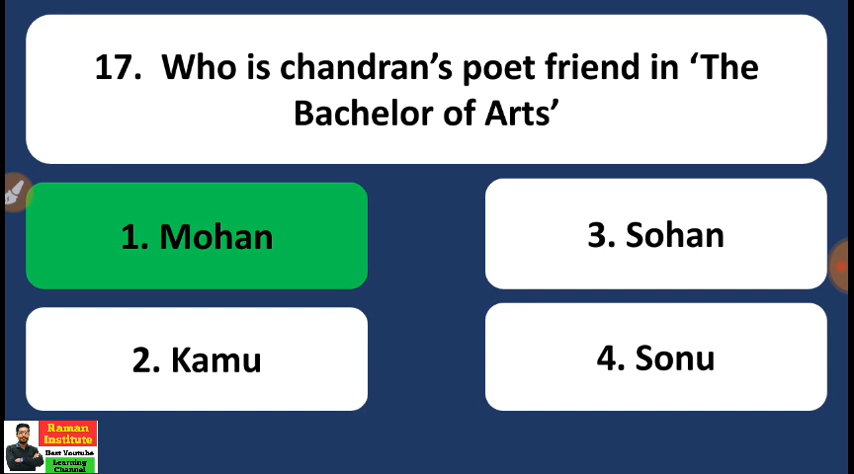 17. Who is chandran’s poet friend in ‘The
Bachelor of Arts’
1. Mohan
3. Sohan
2. Kamu
4. Sonu
Raman
Institute
Best Youtube
Learning
Channel